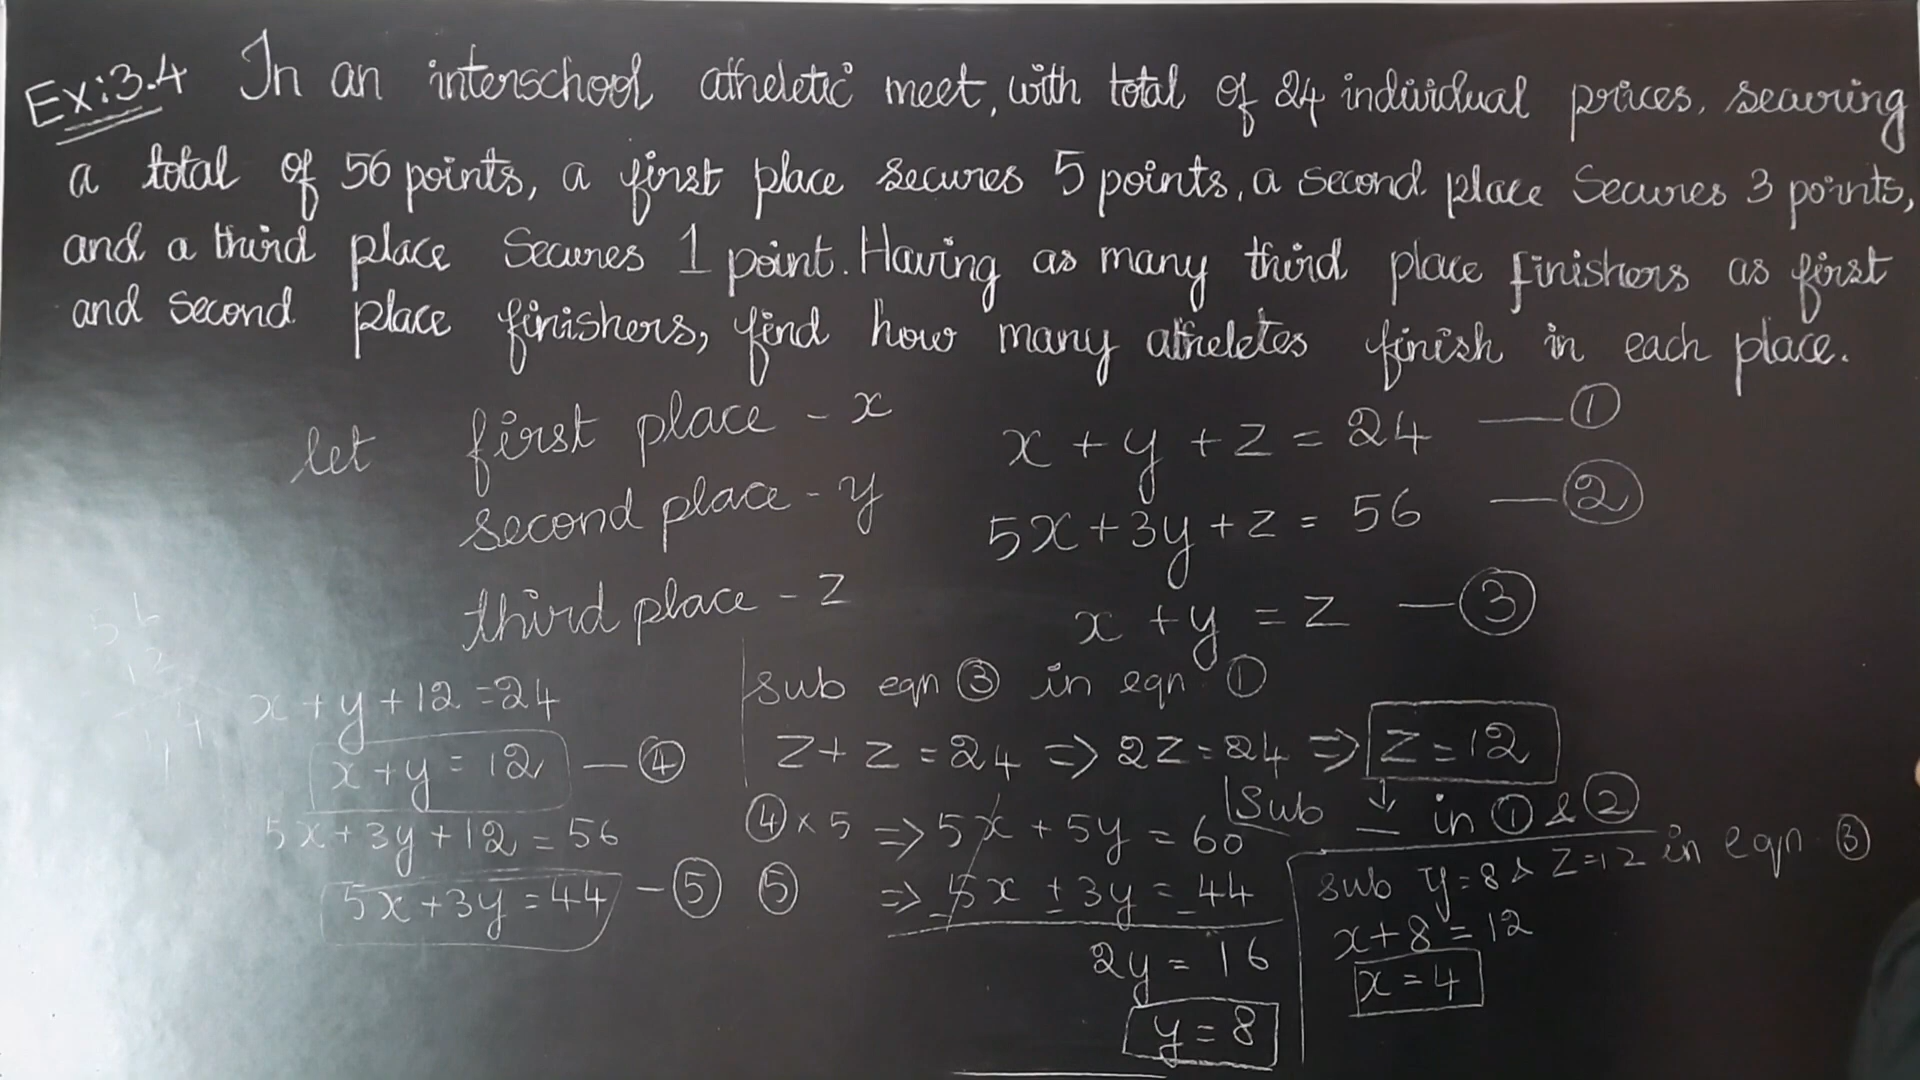 Ex:3.4 In an interschool atheletic meet, with total of 24 individual prices, securing
a total of 56 points, a first place secures 5 points, a second place Secures 3 points,
and a third place Secures 1 point. Having as many third place finishers as first
and second place finishers, find how many atheletes finish in each place.
let first place - x
second place - y
third place - z
x + y + z = 24 — ①
5x + 3y + z = 56 — ②
x + y = z — ③
sub eqn ③ in eqn ①
z + z = 24 ⇒ 2z = 24 ⇒ z = 12
Sub ↓ in ① & ②
x + y + 12 = 24
x + y = 12 — ④
5x + 3y + 12 = 56
5x + 3y = 44 — ⑤
④ × 5 ⇒ 5x + 5y = 60
⑤ ⇒ 5x ± 3y = 44
2y = 16
y = 8
sub y = 8 & z = 12 in eqn ③
x + 8 = 12
x = 4